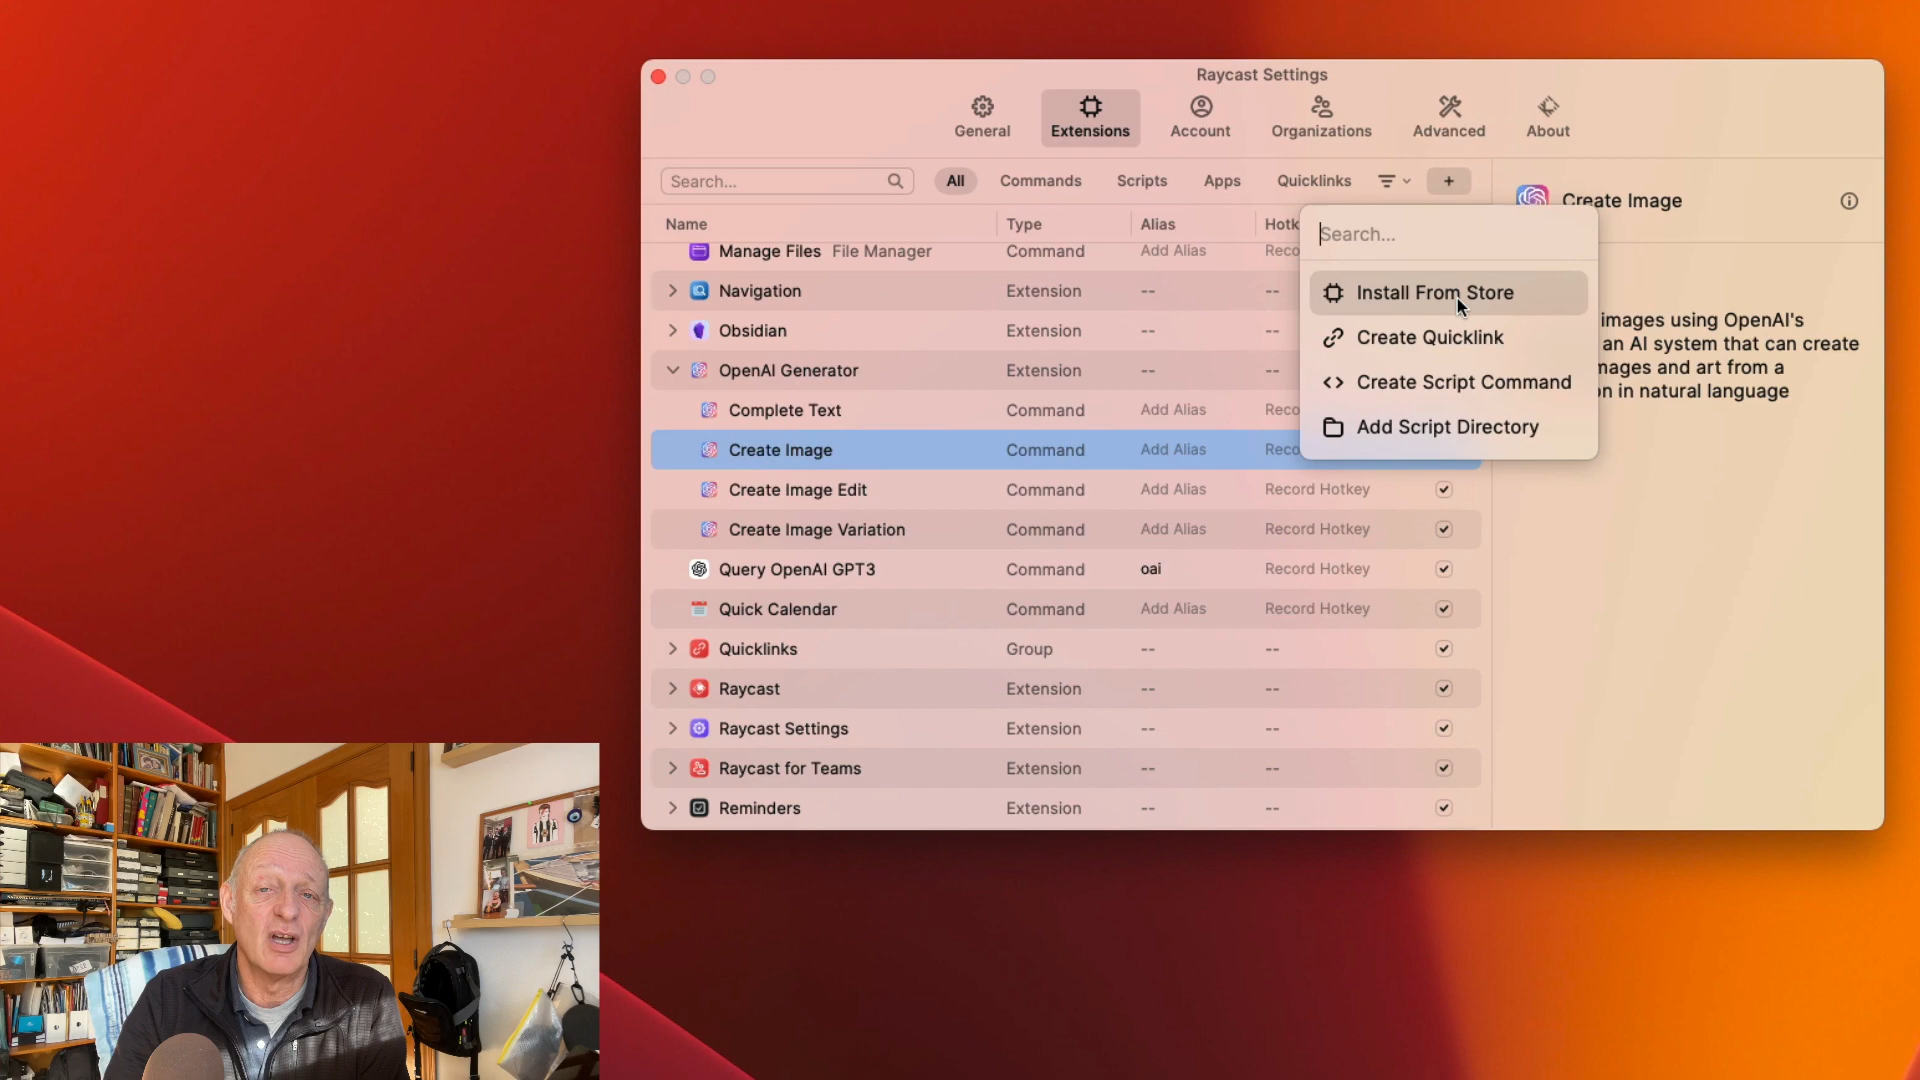 Raycast Settings
General
Extensions
Account
Organizations
Advanced
About
Search...
All
Commands
Scripts
Apps
Quicklinks
+
Create Image
Name
Type
Alias
Hotk
Search...
Manage Files File Manager Command Add Alias Reco
Navigation Extension -- --
Install From Store
Obsidian Extension -- --
Create Quicklink
OpenAI Generator Extension -- --
Create Script Command
Complete Text Command Add Alias Reco
Add Script Directory
Create Image Command Add Alias Reco
images using OpenAI's
an AI system that can create
mages and art from a
on in natural language
Create Image Edit Command Add Alias Record Hotkey
Create Image Variation Command Add Alias Record Hotkey
Query OpenAI GPT3 Command oai Record Hotkey
Quick Calendar Command Add Alias Record Hotkey
Quicklinks Group -- --
Raycast Extension -- --
Raycast Settings Extension -- --
Raycast for Teams Extension -- --
Reminders Extension -- --